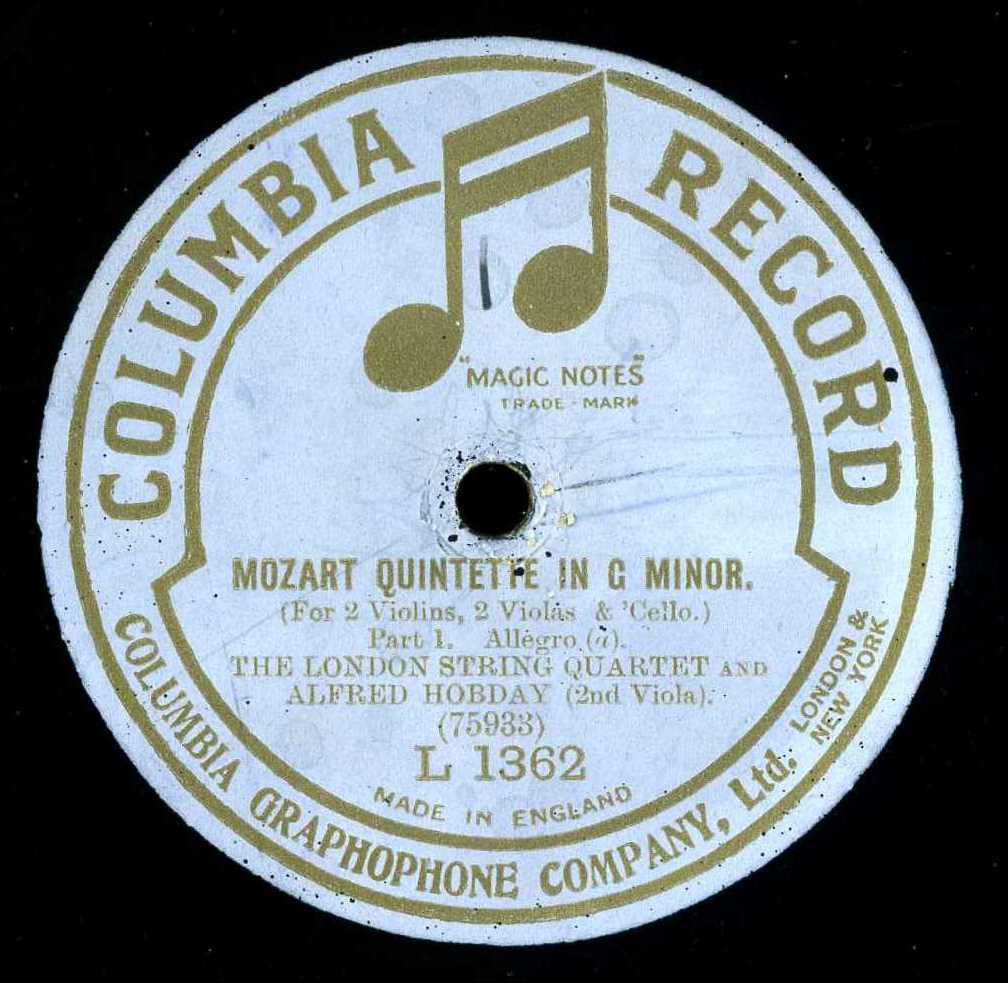 COLUMBIA RECORD
"MAGIC NOTES"
TRADE - MARK
MOZART QUINTETTE IN G MINOR.
(For 2 Violins, 2 Violas & 'Cello.)
Part 1. Allegro (a).
THE LONDON STRING QUARTET AND
ALFRED HOBDAY (2nd Viola).
(75933)
L 1362
MADE IN ENGLAND
COLUMBIA GRAPHOPHONE COMPANY, Ltd. LONDON &
NEW YORK